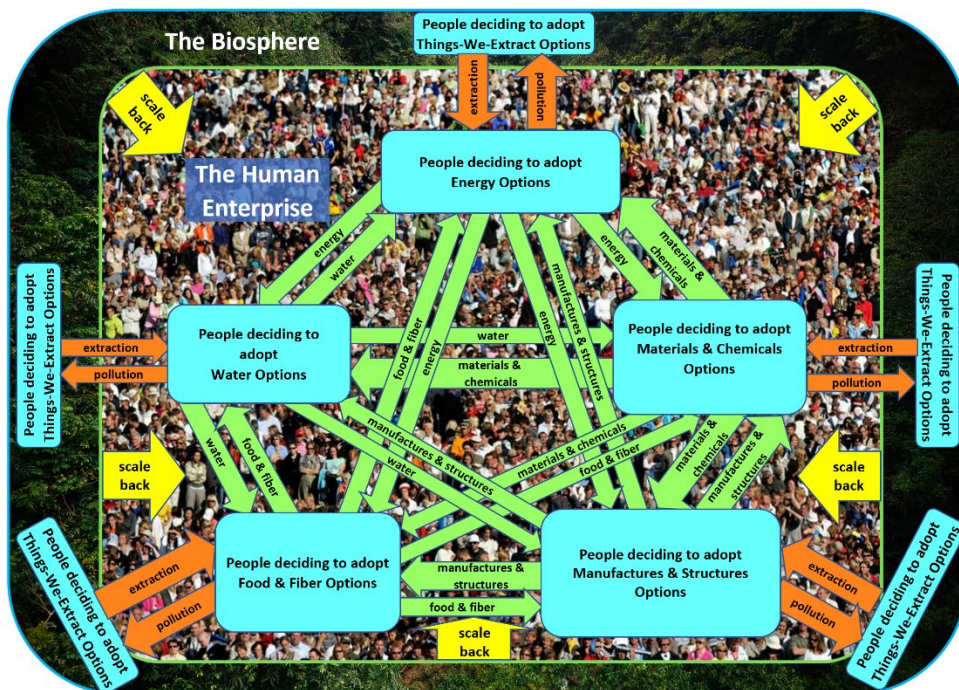 People deciding to adopt
Things-We-Extract Options
The Biosphere
scale
back
extraction
pollution
scale
back
People deciding to adopt
Energy Options
The Human
Enterprise
energy
water
food & fiber
energy
manufactures & structures
energy
energy
materials &
chemicals
People deciding to adopt
Things-We-Extract Options
extraction
pollution
People deciding to
adopt
Water Options
water
materials &
chemicals
People deciding to adopt
Materials & Chemicals
Options
extraction
pollution
People deciding to adopt
Things-We-Extract Options
scale
back
water
food & fiber
manufactures & structures
water
materials & chemicals
food & fiber
materials &
chemicals
manufactures &
structures
scale
back
People deciding to adopt
Things-We-Extract Options
extraction
pollution
People deciding to adopt
Food & Fiber Options
manufactures &
structures
food & fiber
scale
back
People deciding to adopt
Manufactures & Structures
Options
extraction
pollution
People deciding to adopt
Things-We-Extract Options